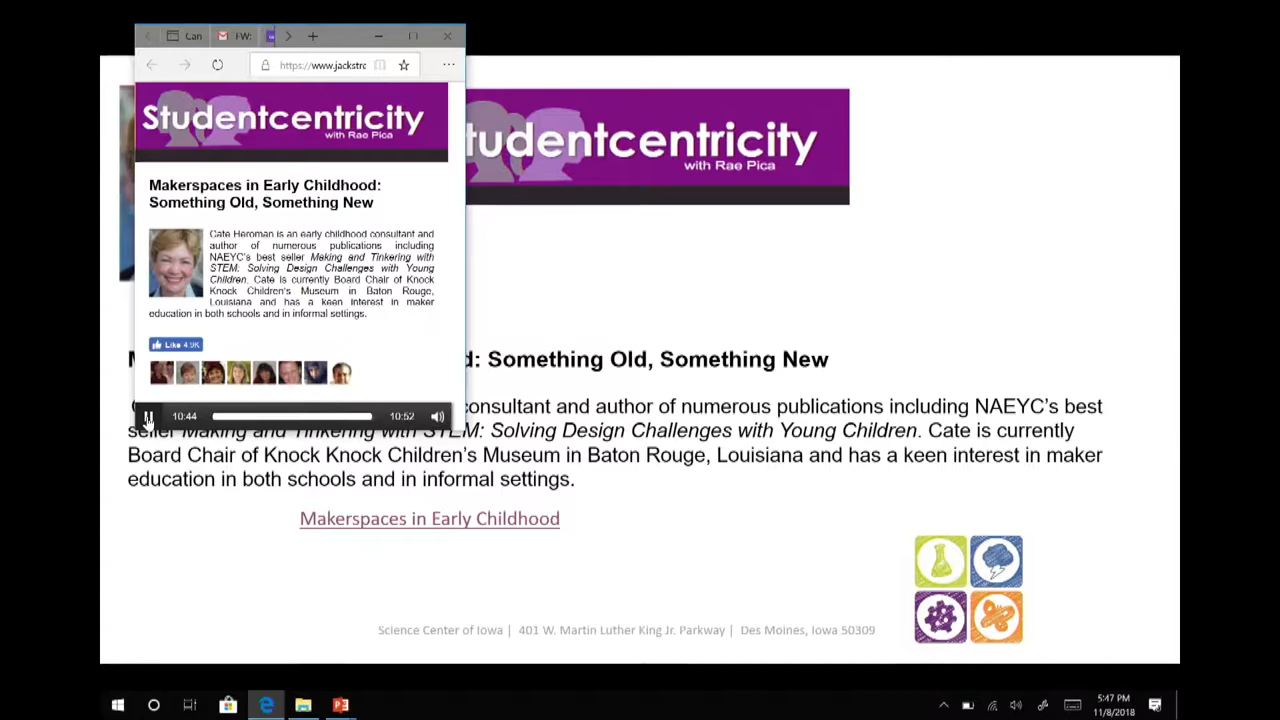 Can
FW:
https://www.jackstre
Studentcentricity
with Rae Pica
Makerspaces in Early Childhood:
Something Old, Something New
Cate Heroman is an early childhood consultant and
author of numerous publications including
NAEYC's best seller Making and Tinkering with
STEM: Solving Design Challenges with Young
Children. Cate is currently Board Chair of Knock
Knock Children's Museum in Baton Rouge,
Louisiana and has a keen interest in maker
education in both schools and in informal settings.
Like 4.9K
10:44
10:52
tudentcentricity
with Rae Pica
d: Something Old, Something New
consultant and author of numerous publications including NAEYC's best
seller Making and Tinkering with STEM: Solving Design Challenges with Young Children. Cate is currently
Board Chair of Knock Knock Children's Museum in Baton Rouge, Louisiana and has a keen interest in maker
education in both schools and in informal settings.
Makerspaces in Early Childhood
Science Center of Iowa | 401 W. Martin Luther King Jr. Parkway | Des Moines, Iowa 50309
5:47 PM
11/8/2018